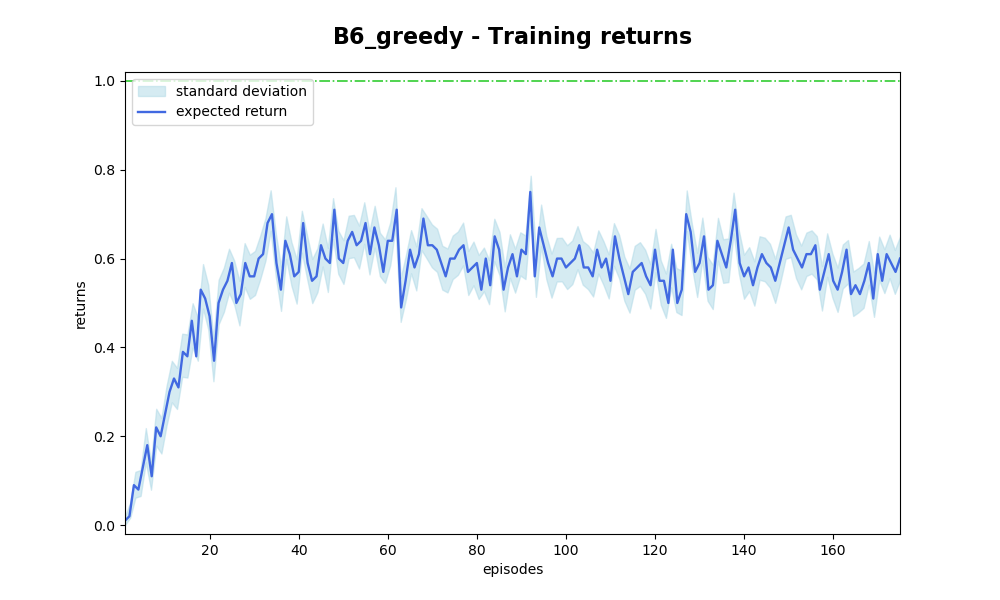 B6_greedy - Training returns
standard deviation
expected return
returns
1.0
0.8
0.6
0.4
0.2
0.0
20 40 60 80 100 120 140 160
episodes